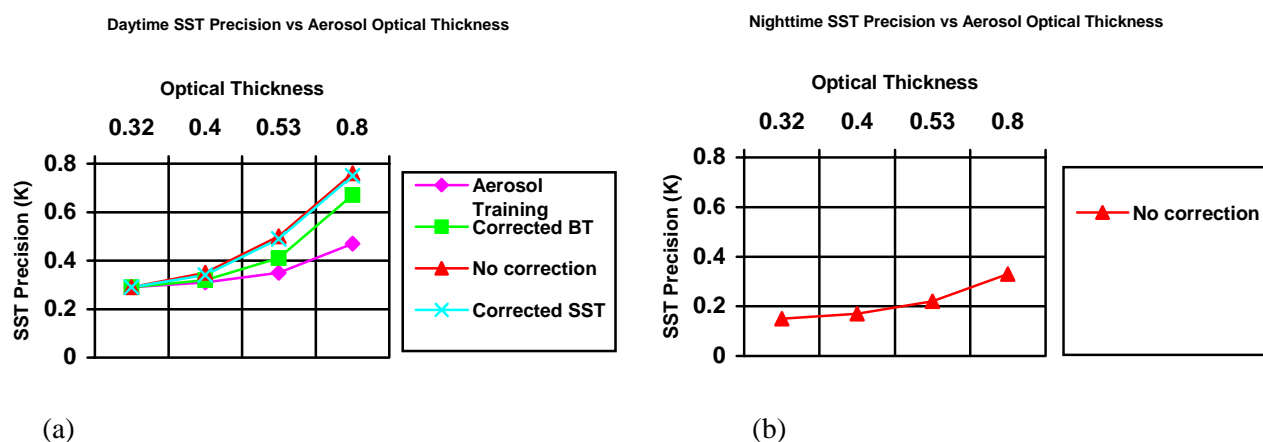 Daytime SST Precision vs Aerosol Optical Thickness
Optical Thickness
0.32 0.4 0.53 0.8
0.8
0.6
0.4
0.2
0
SST Precision (K)
Aerosol
Training
Corrected BT
No correction
Corrected SST
(a)
Nighttime SST Precision vs Aerosol Optical Thickness
Optical Thickness
0.32 0.4 0.53 0.8
0.8
0.6
0.4
0.2
0
SST Precision (K)
No correction
(b)